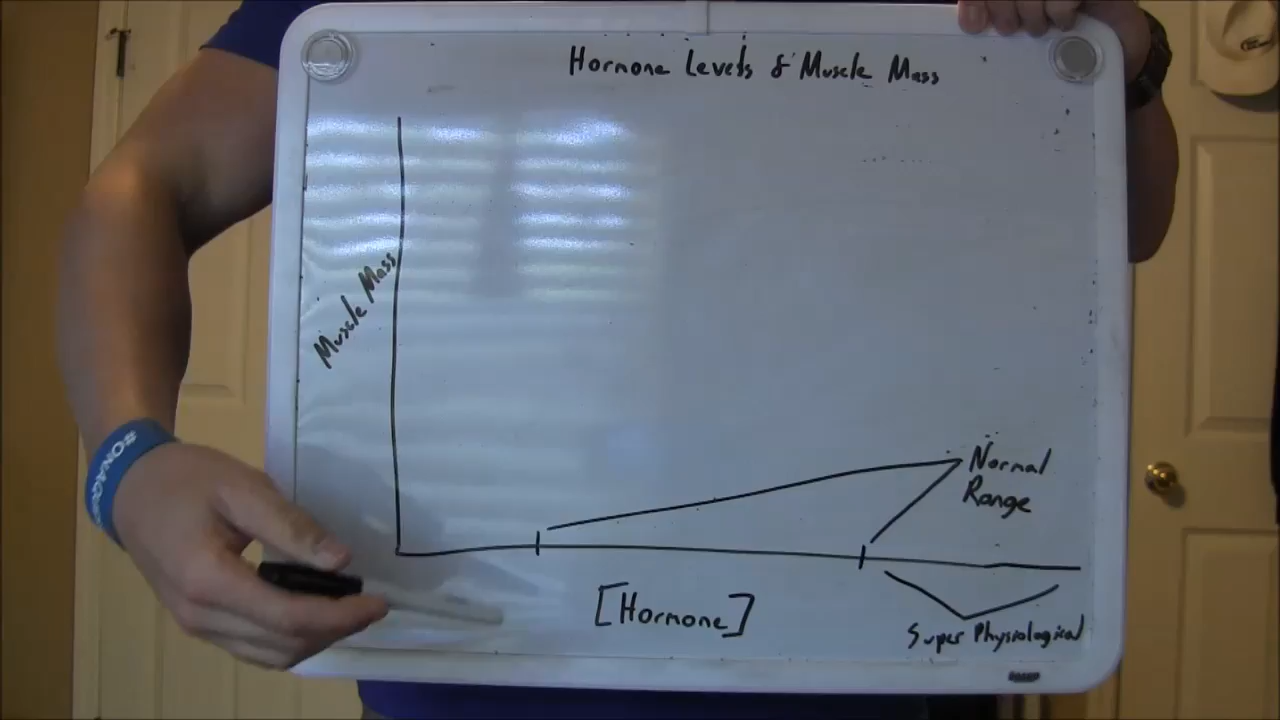 Hormone Levels & Muscle Mass
Muscle Mass
Normal
Range
[Hormone]
Super Physiological